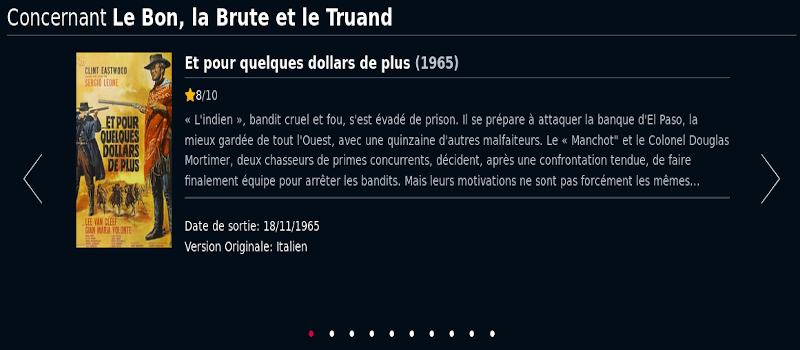 Concernant Le Bon, la Brute et le Truand
CLINT EASTWOOD
SERGIO LEONE
ET POUR
QUELQUES
DOLLARS
DE PLUS
LEE VAN CLEEF
GIAN MARIA VOLONTE
Et pour quelques dollars de plus (1965)
8/10
« L'indien », bandit cruel et fou, s'est évadé de prison. Il se prépare à attaquer la banque d'El Paso, la
mieux gardée de tout l'Ouest, avec une quinzaine d'autres malfaiteurs. Le « Manchot" et le Colonel Douglas
Mortimer, deux chasseurs de primes concurrents, décident, après une confrontation tendue, de faire
finalement équipe pour arrêter les bandits. Mais leurs motivations ne sont pas forcément les mêmes...
Date de sortie: 18/11/1965
Version Originale: Italien